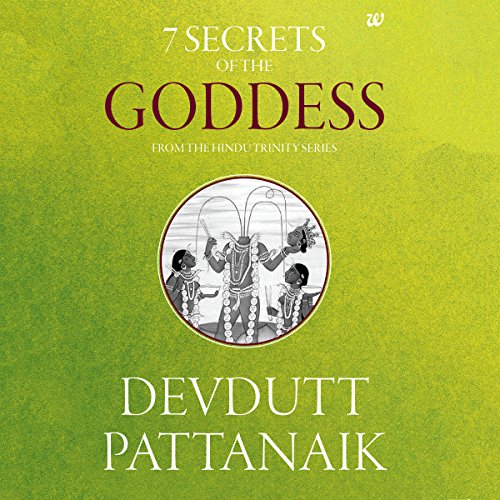 w
7 SECRETS
OF THE
GODDESS
FROM THE HINDU TRINITY SERIES
DEVDUTT
PATTANAIK